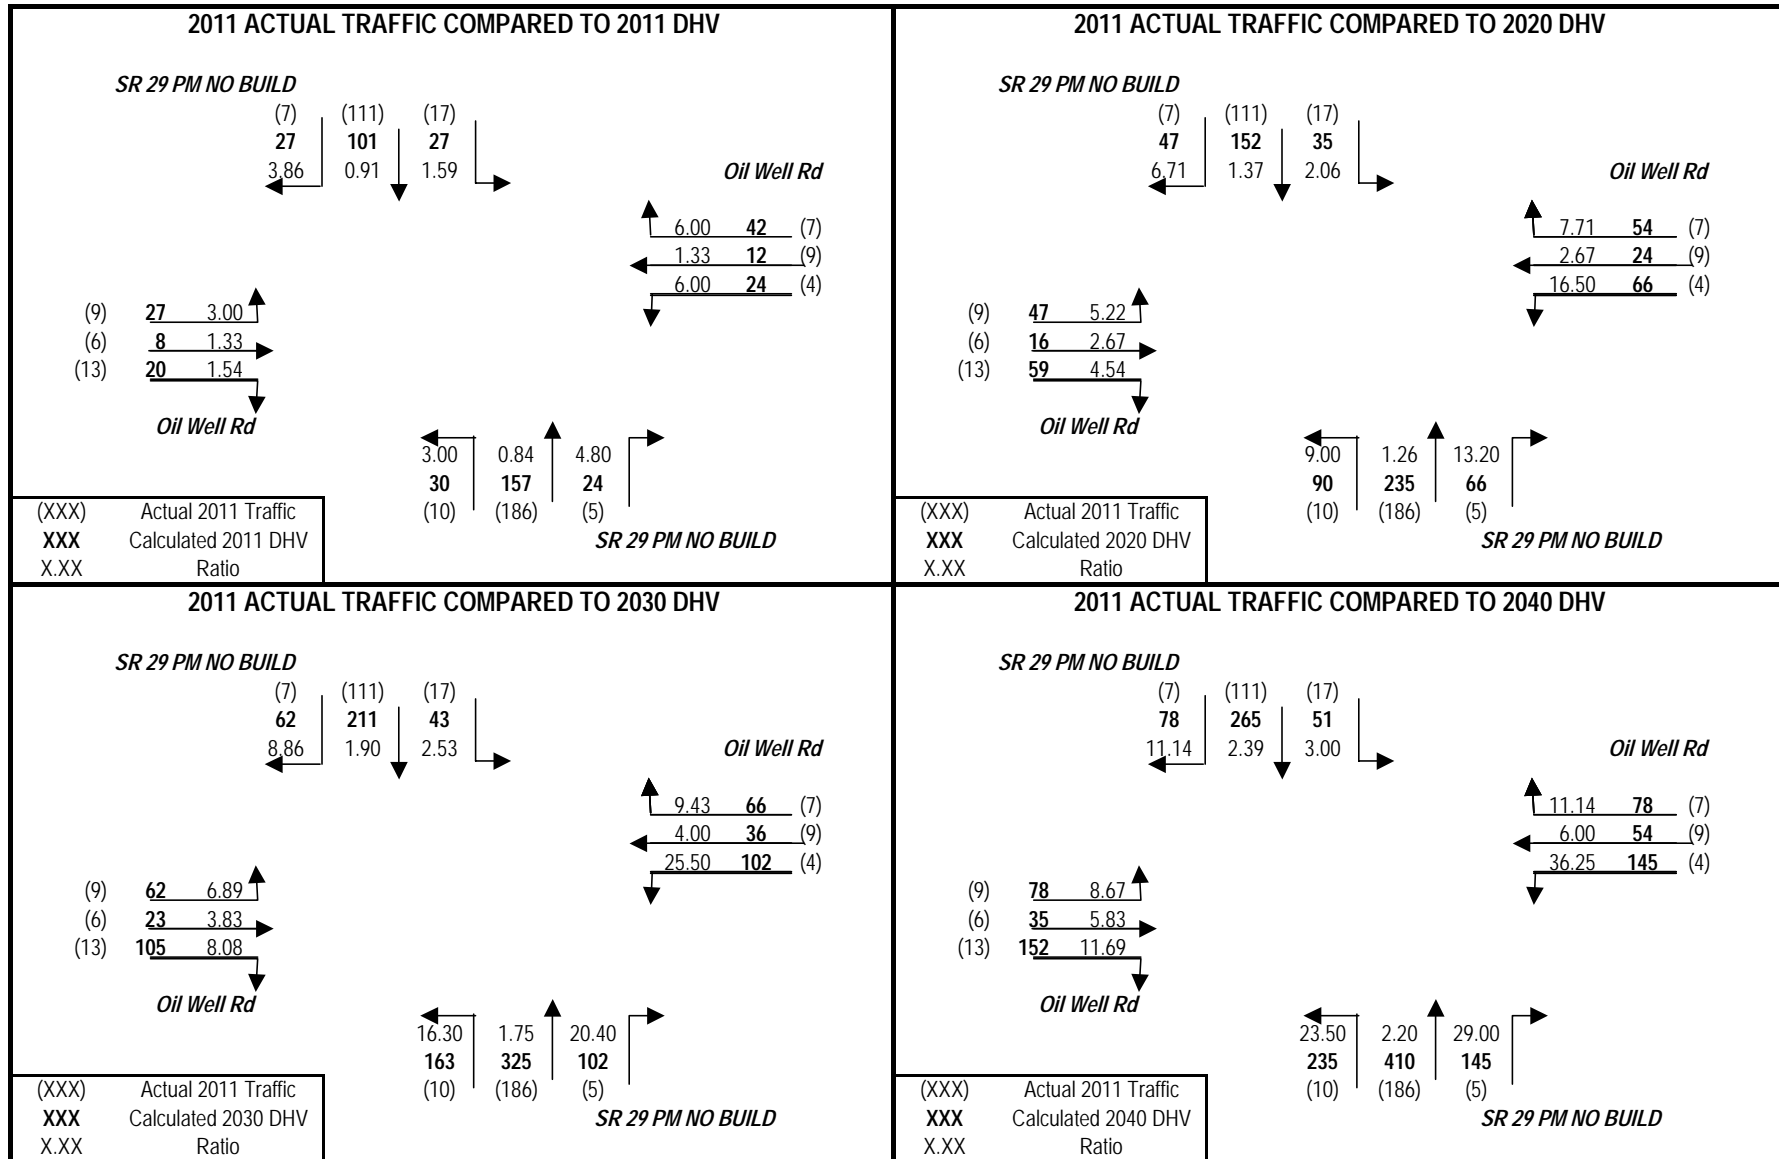 2011 ACTUAL TRAFFIC COMPARED TO 2011 DHV
SR 29 PM NO BUILD
(7) (111) (17)
27 101 27
3.86 0.91 1.59
Oil Well Rd
6.00 42 (7)
1.33 12 (9)
6.00 24 (4)
(9) 27 3.00
(6) 8 1.33
(13) 20 1.54
Oil Well Rd
3.00 0.84 4.80
30 157 24
(10) (186) (5)
SR 29 PM NO BUILD
(XXX) Actual 2011 Traffic
XXX Calculated 2011 DHV
X.XX Ratio
2011 ACTUAL TRAFFIC COMPARED TO 2020 DHV
SR 29 PM NO BUILD
(7) (111) (17)
47 152 35
6.71 1.37 2.06
Oil Well Rd
7.71 54 (7)
2.67 24 (9)
16.50 66 (4)
(9) 47 5.22
(6) 16 2.67
(13) 59 4.54
Oil Well Rd
9.00 1.26 13.20
90 235 66
(10) (186) (5)
SR 29 PM NO BUILD
(XXX) Actual 2011 Traffic
XXX Calculated 2020 DHV
X.XX Ratio
2011 ACTUAL TRAFFIC COMPARED TO 2030 DHV
SR 29 PM NO BUILD
(7) (111) (17)
62 211 43
8.86 1.90 2.53
Oil Well Rd
9.43 66 (7)
4.00 36 (9)
25.50 102 (4)
(9) 62 6.89
(6) 23 3.83
(13) 105 8.08
Oil Well Rd
16.30 1.75 20.40
163 325 102
(10) (186) (5)
SR 29 PM NO BUILD
(XXX) Actual 2011 Traffic
XXX Calculated 2030 DHV
X.XX Ratio
2011 ACTUAL TRAFFIC COMPARED TO 2040 DHV
SR 29 PM NO BUILD
(7) (111) (17)
78 265 51
11.14 2.39 3.00
Oil Well Rd
11.14 78 (7)
6.00 54 (9)
36.25 145 (4)
(9) 78 8.67
(6) 35 5.83
(13) 152 11.69
Oil Well Rd
23.50 2.20 29.00
235 410 145
(10) (186) (5)
SR 29 PM NO BUILD
(XXX) Actual 2011 Traffic
XXX Calculated 2040 DHV
X.XX Ratio